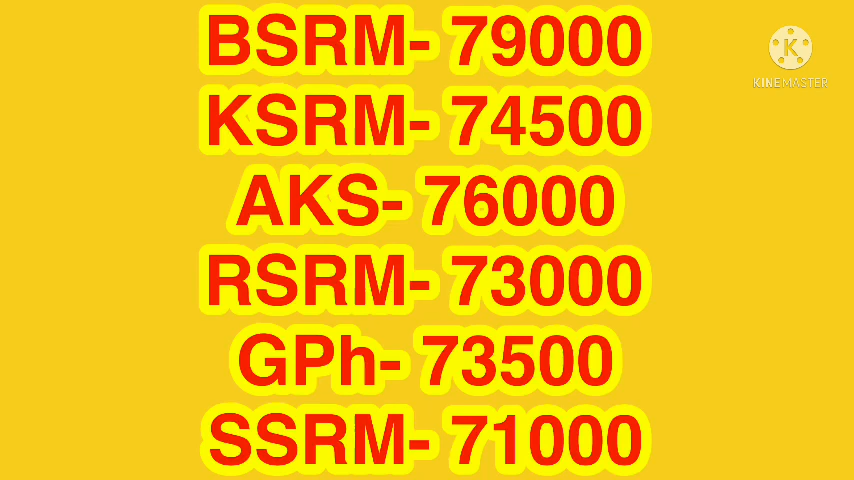 BSRM- 79000
KINEMASTER
KSRM- 74500
AKS- 76000
RSRM- 73000
GPh- 73500
SSRM- 71000